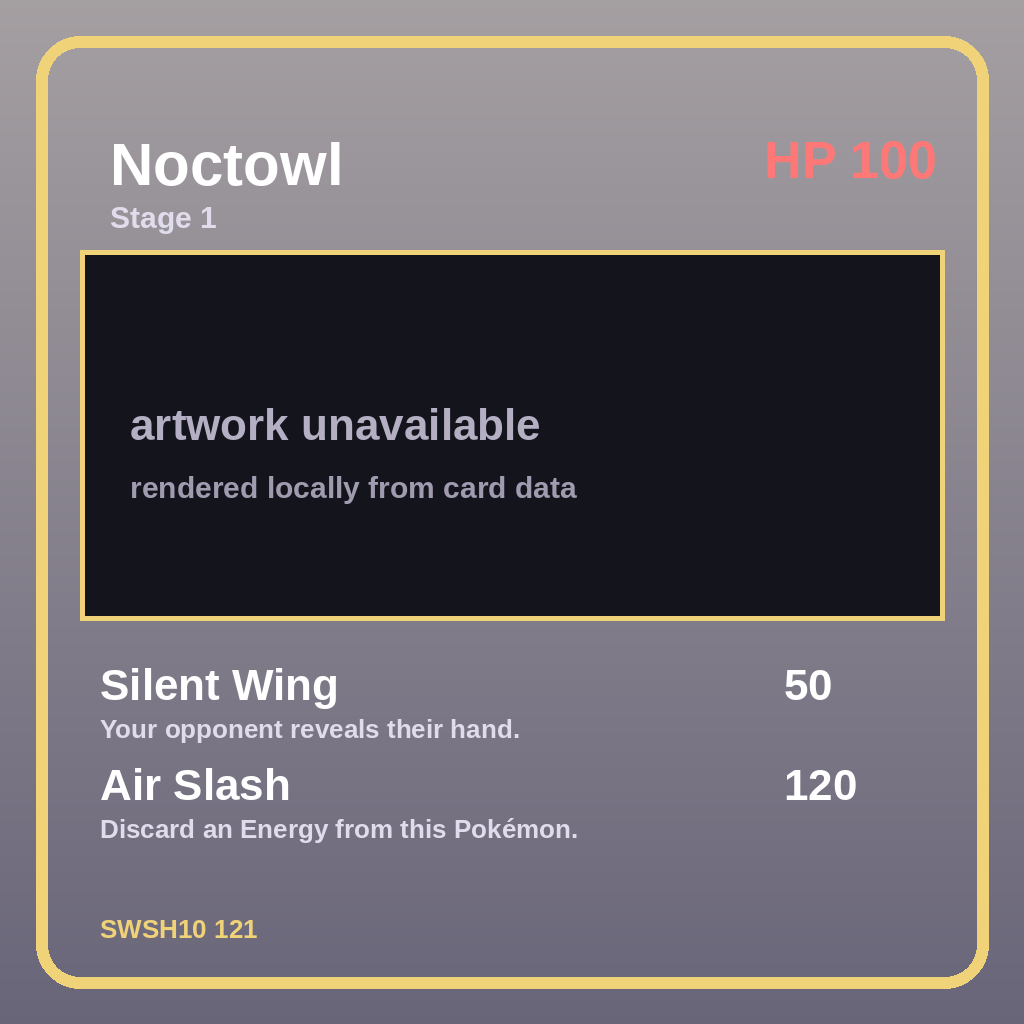 Noctowl
HP 100
Stage 1
artwork unavailable
rendered locally from card data
Silent Wing 50
Your opponent reveals their hand.
Air Slash 120
Discard an Energy from this Pokémon.
SWSH10 121